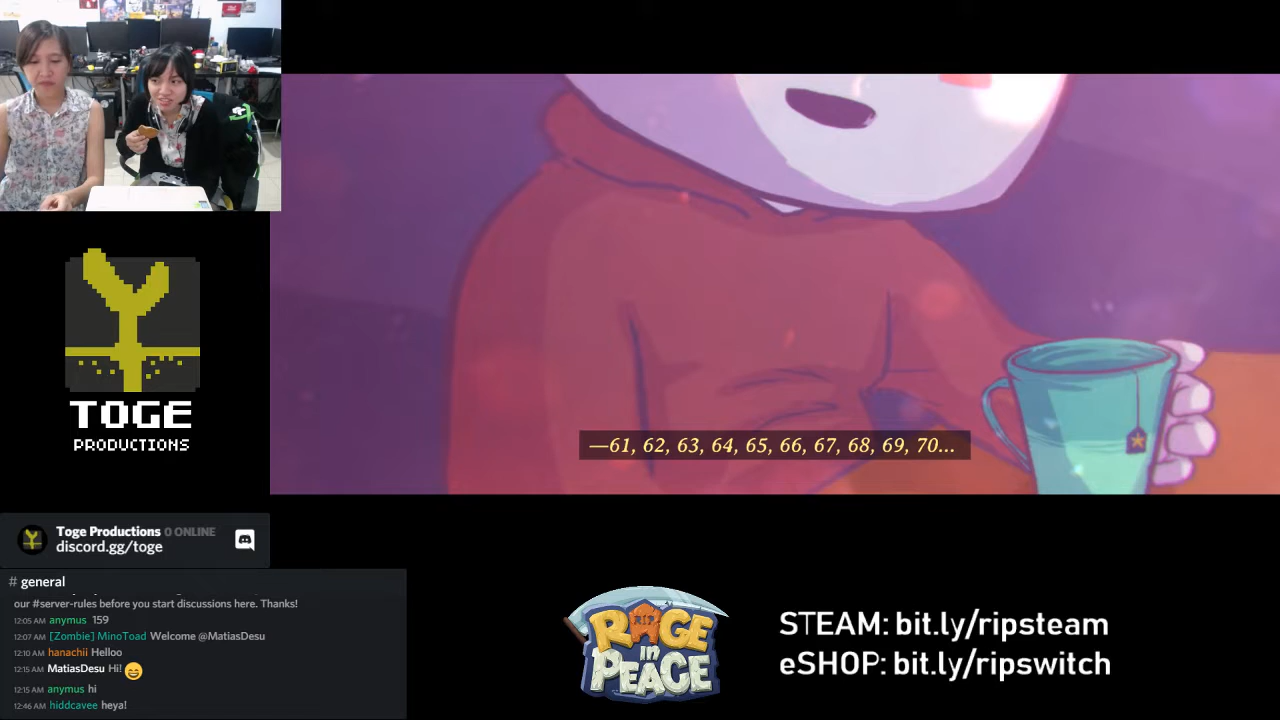 —61, 62, 63, 64, 65, 66, 67, 68, 69, 70...
TOGE
PRODUCTIONS
Toge Productions 0 ONLINE
discord.gg/toge
# general
our #server-rules before you start discussions here. Thanks!
12:05 AM anymus 159
12:07 AM [Zombie] MinoToad Welcome @MatiasDesu
12:10 AM hanachii Helloo
12:15 AM MatiasDesu Hi! 😄
12:15 AM anymus hi
12:46 AM hiddcavee heya!
RIP
RAGE
in
PEACE
STEAM: bit.ly/ripsteam
eSHOP: bit.ly/ripswitch